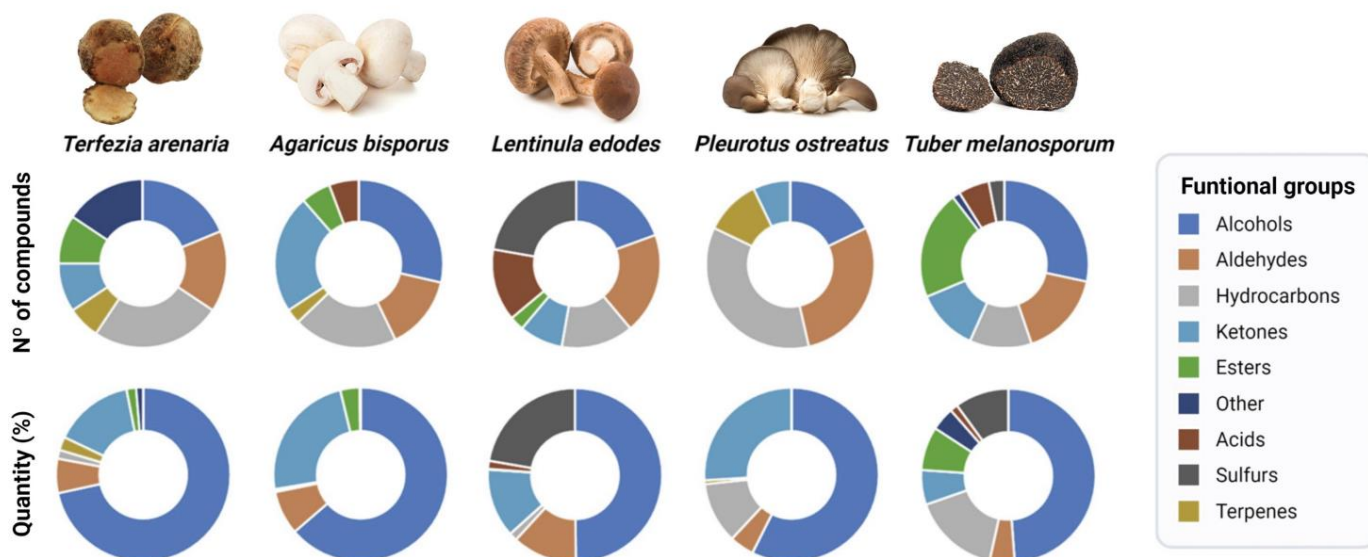 Terfezia arenaria
Agaricus bisporus
Lentinula edodes
Pleurotus ostreatus
Tuber melanosporum
Nº of compounds
Quantity (%)
Funtional groups
Alcohols
Aldehydes
Hydrocarbons
Ketones
Esters
Other
Acids
Sulfurs
Terpenes